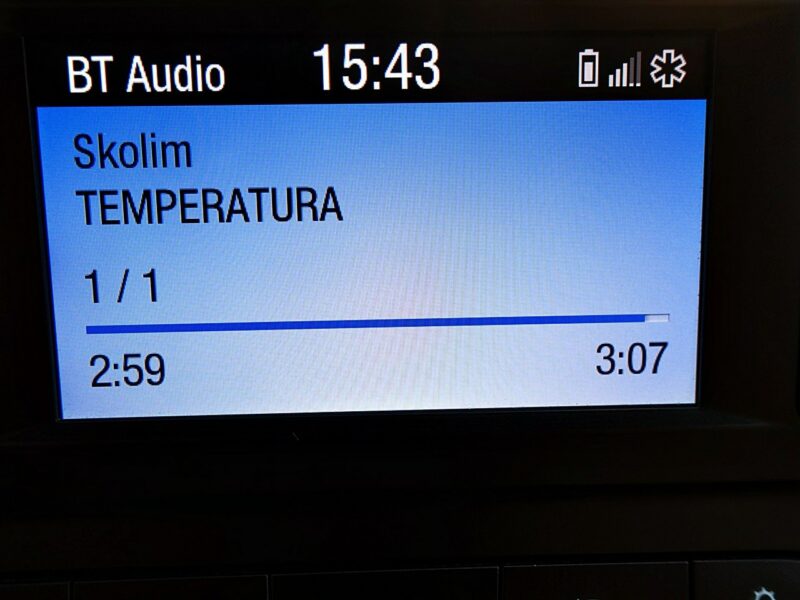 BT Audio 15:43
Skolim
TEMPERATURA
1 / 1
2:59 3:07